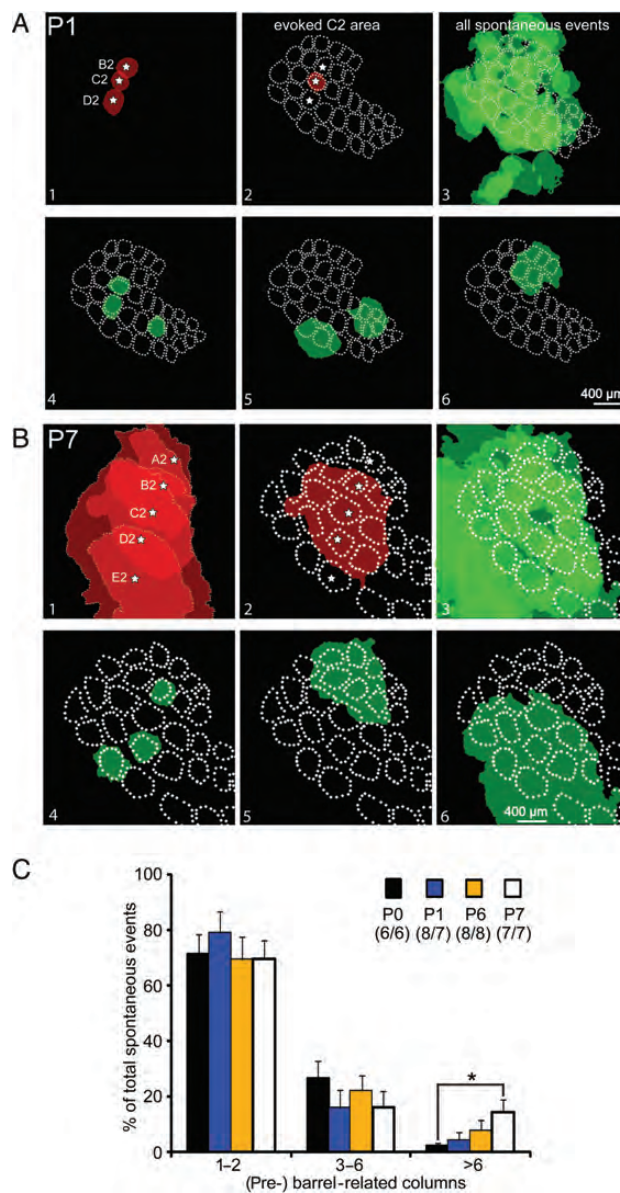 A
P1
B2
C2
D2
1
evoked C2 area
2
all spontaneous events
3
4
5
6
400 µm
B
P7
A2
B2
C2
D2
E2
1
2
3
4
5
6
400 µm
C
% of total spontaneous events
100
80
60
40
20
0
P0 P1 P6 P7
(6/6) (8/7) (8/8) (7/7)
*
1–2 3–6 >6
(Pre-) barrel-related columns